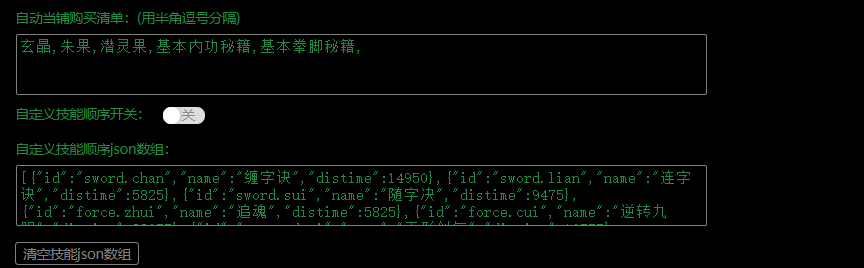 自动当铺购买清单：(用半角逗号分隔)
玄晶,朱果,潜灵果,基本内功秘籍,基本拳脚秘籍,
自定义技能顺序开关：
关
自定义技能顺序json数组：
[{"id":"sword.chan","name":"缠字诀","distime":14950},{"id":"sword.lian","name":"连字
诀","distime":5825},{"id":"sword.sui","name":"随字决","distime":9475},
{"id":"force.zhui","name":"追魂","distime":5825},{"id":"force.cui","name":"逆转九
清空技能json数组